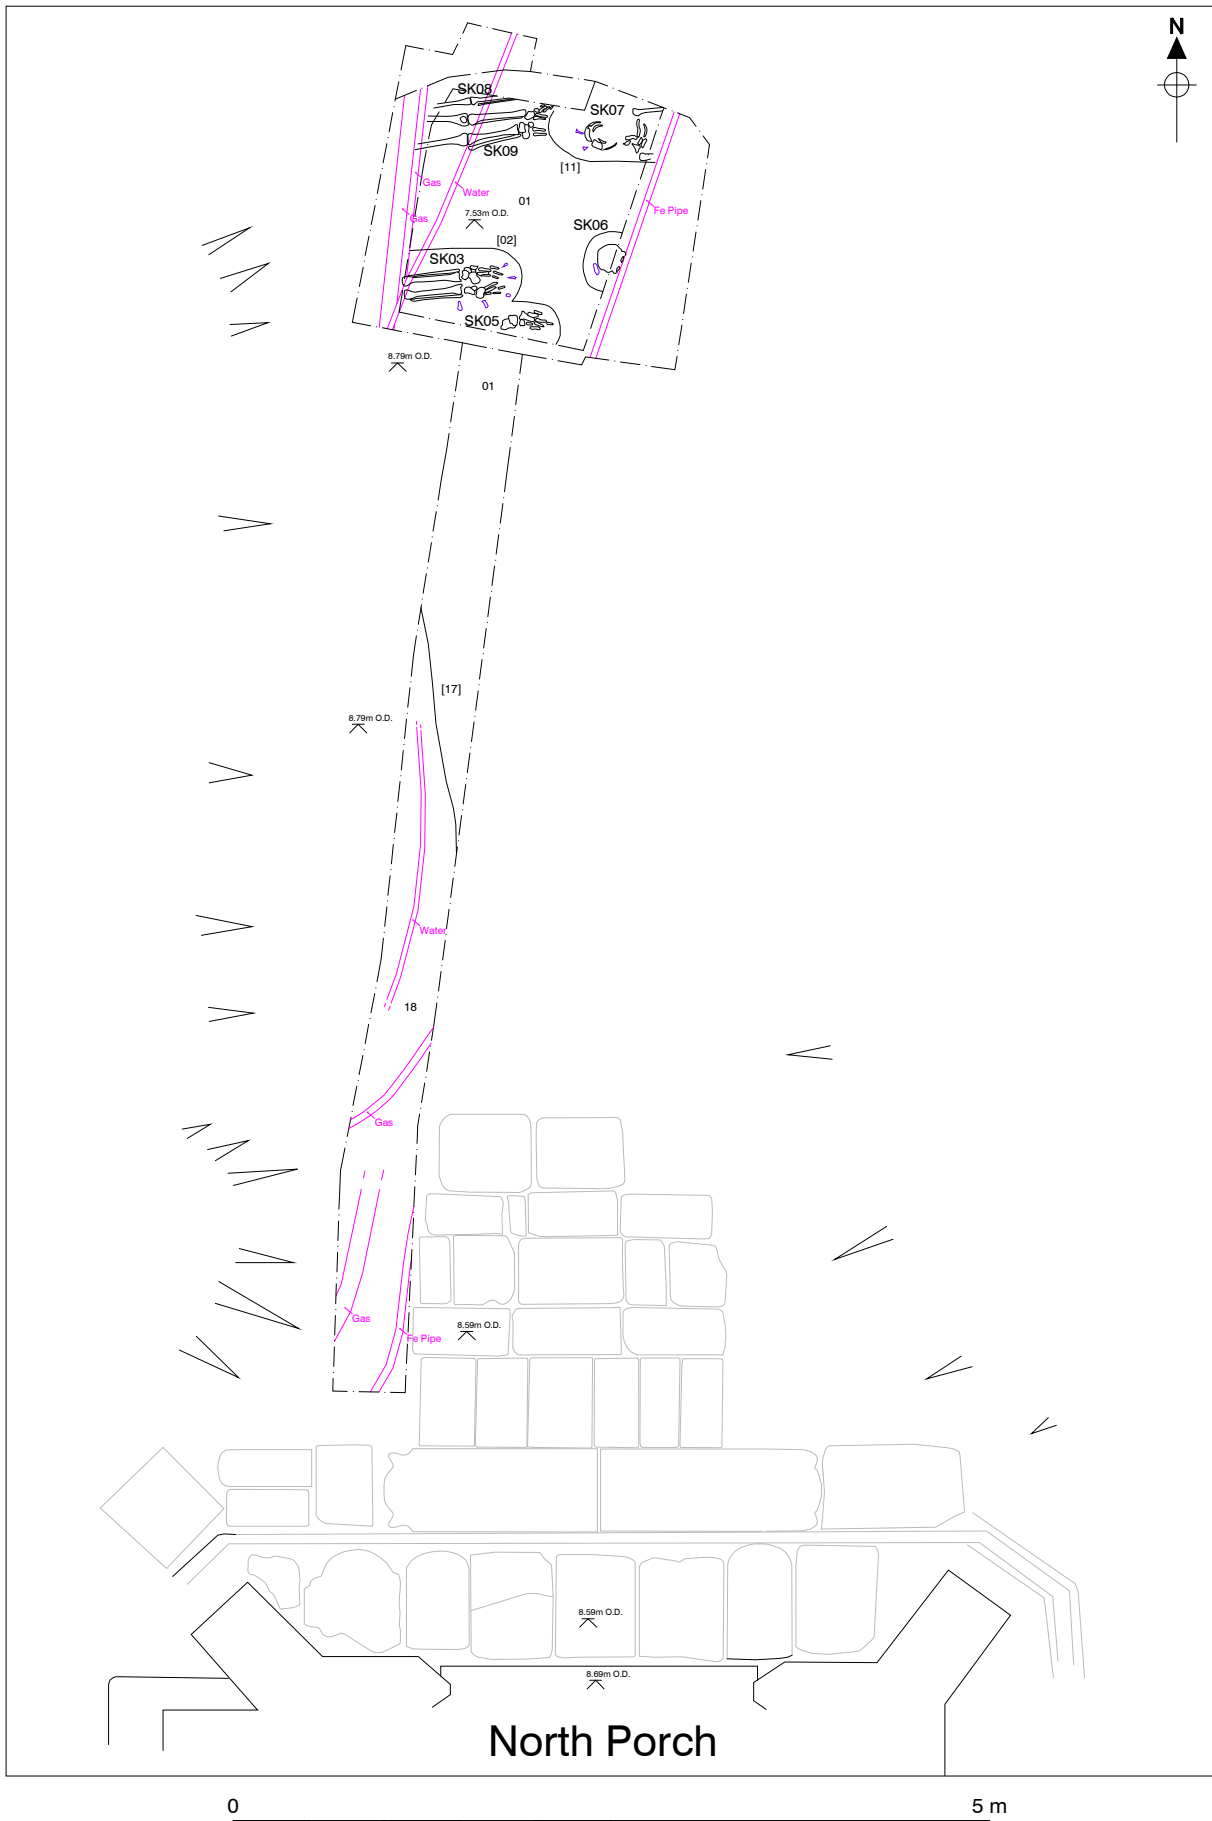 N
SK08
SK07
SK09
[11]
Gas
Water
01
Fe Pipe
Gas
7.53m O.D.
SK06
[02]
SK03
SK05
8.79m O.D.
01
[17]
8.79m O.D.
Water
18
Gas
Gas
8.59m O.D.
Fe Pipe
8.59m O.D.
8.69m O.D.
North Porch
0 5 m